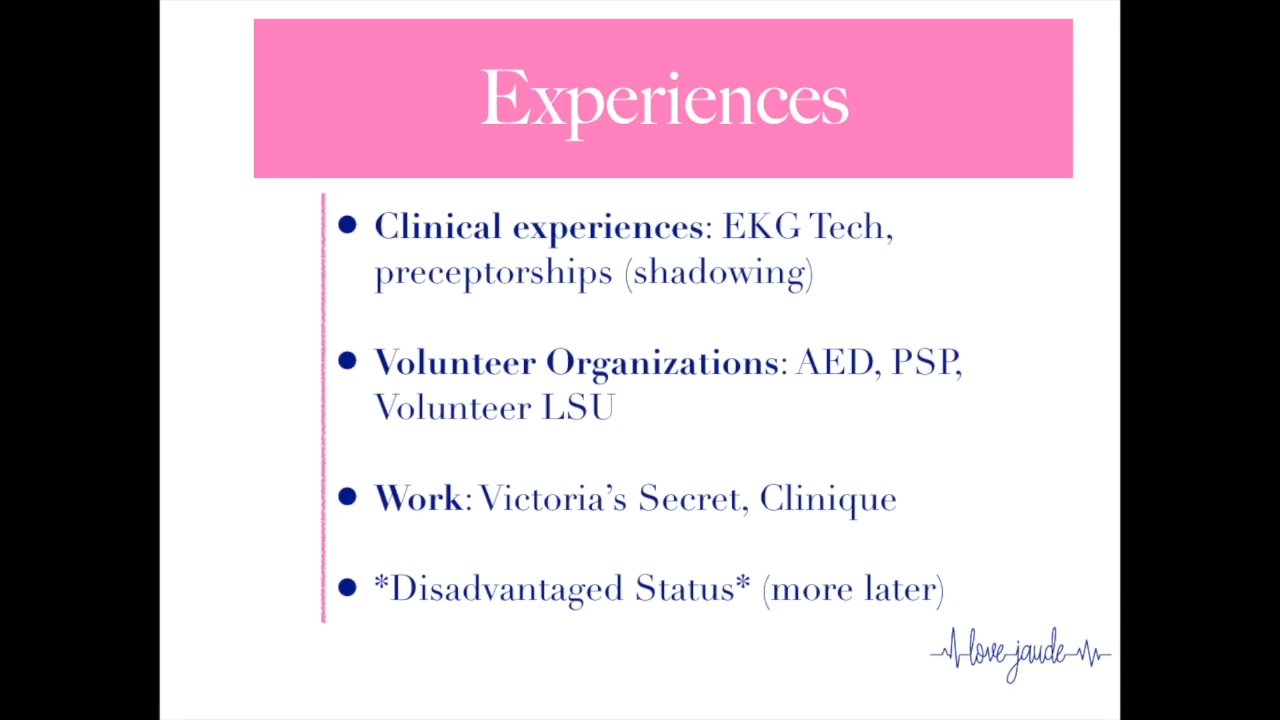 Experiences
Clinical experiences: EKG Tech,
preceptorships (shadowing)
Volunteer Organizations: AED, PSP,
Volunteer LSU
Work: Victoria’s Secret, Clinique
*Disadvantaged Status* (more later)
love jaude